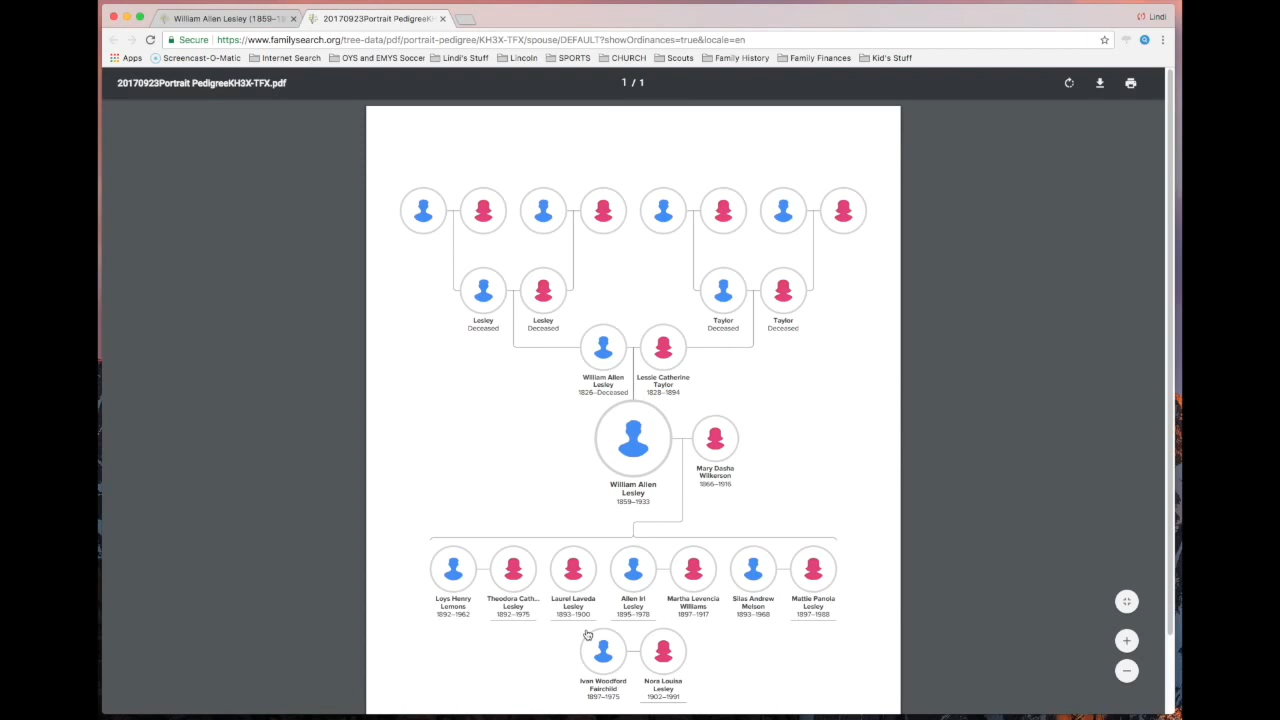 William Allen Lesley (1859–19
20170923Portrait PedigreeKH
Lindi
Secure
https://www.familysearch.org/tree-data/pdf/portrait-pedigree/KH3X-TFX/spouse/DEFAULT?showOrdinances=true&locale=en
Apps Screencast-O-Matic Internet Search OYS and EMYS Soccer Lindi's Stuff Lincoln SPORTS CHURCH Scouts Family History Family Finances Kid's Stuff
20170923Portrait PedigreeKH3X-TFX.pdf
1 / 1
Lesley
Deceased
Lesley
Deceased
Taylor
Deceased
Taylor
Deceased
William Allen
Lesley
1826–Deceased
Lessie Catherine
Taylor
1828–1894
William Allen
Lesley
1859–1933
Mary Dasha
Wilkerson
1866–1916
Loys Henry
Lemons
1892–1962
Theodora Cath...
Lesley
1892–1975
Laurel Laveda
Lesley
1893–1900
Allen Irl
Lesley
1895–1978
Martha Levencia
Williams
1897–1917
Silas Andrew
Melson
1893–1968
Mattie Panola
Lesley
1897–1988
Ivan Woodford
Fairchild
1897–1975
Nora Louisa
Lesley
1902–1991